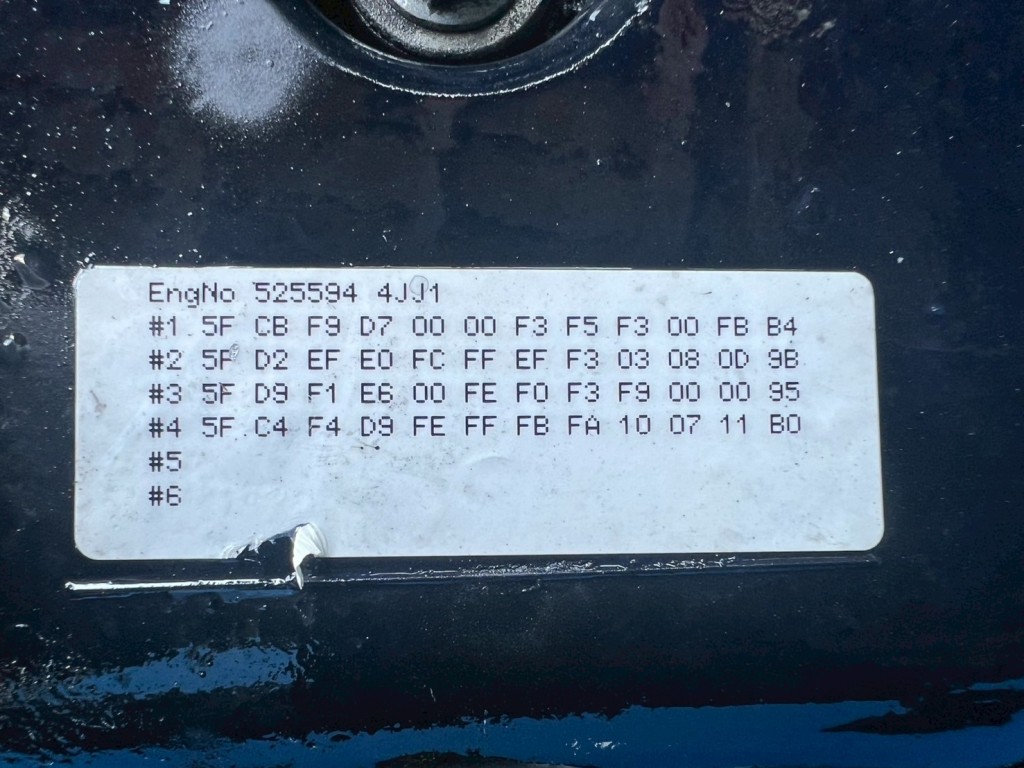 EngNo 525594 4JJ1
#1 5F CB F9 D7 00 00 F3 F5 F3 00 FB B4
#2 5F D2 EF E0 FC FF EF F3 03 08 0D 9B
#3 5F D9 F1 E6 00 FE F0 F3 F9 00 00 95
#4 5F C4 F4 D9 FE FF FB FA 10 07 11 B0
#5
#6